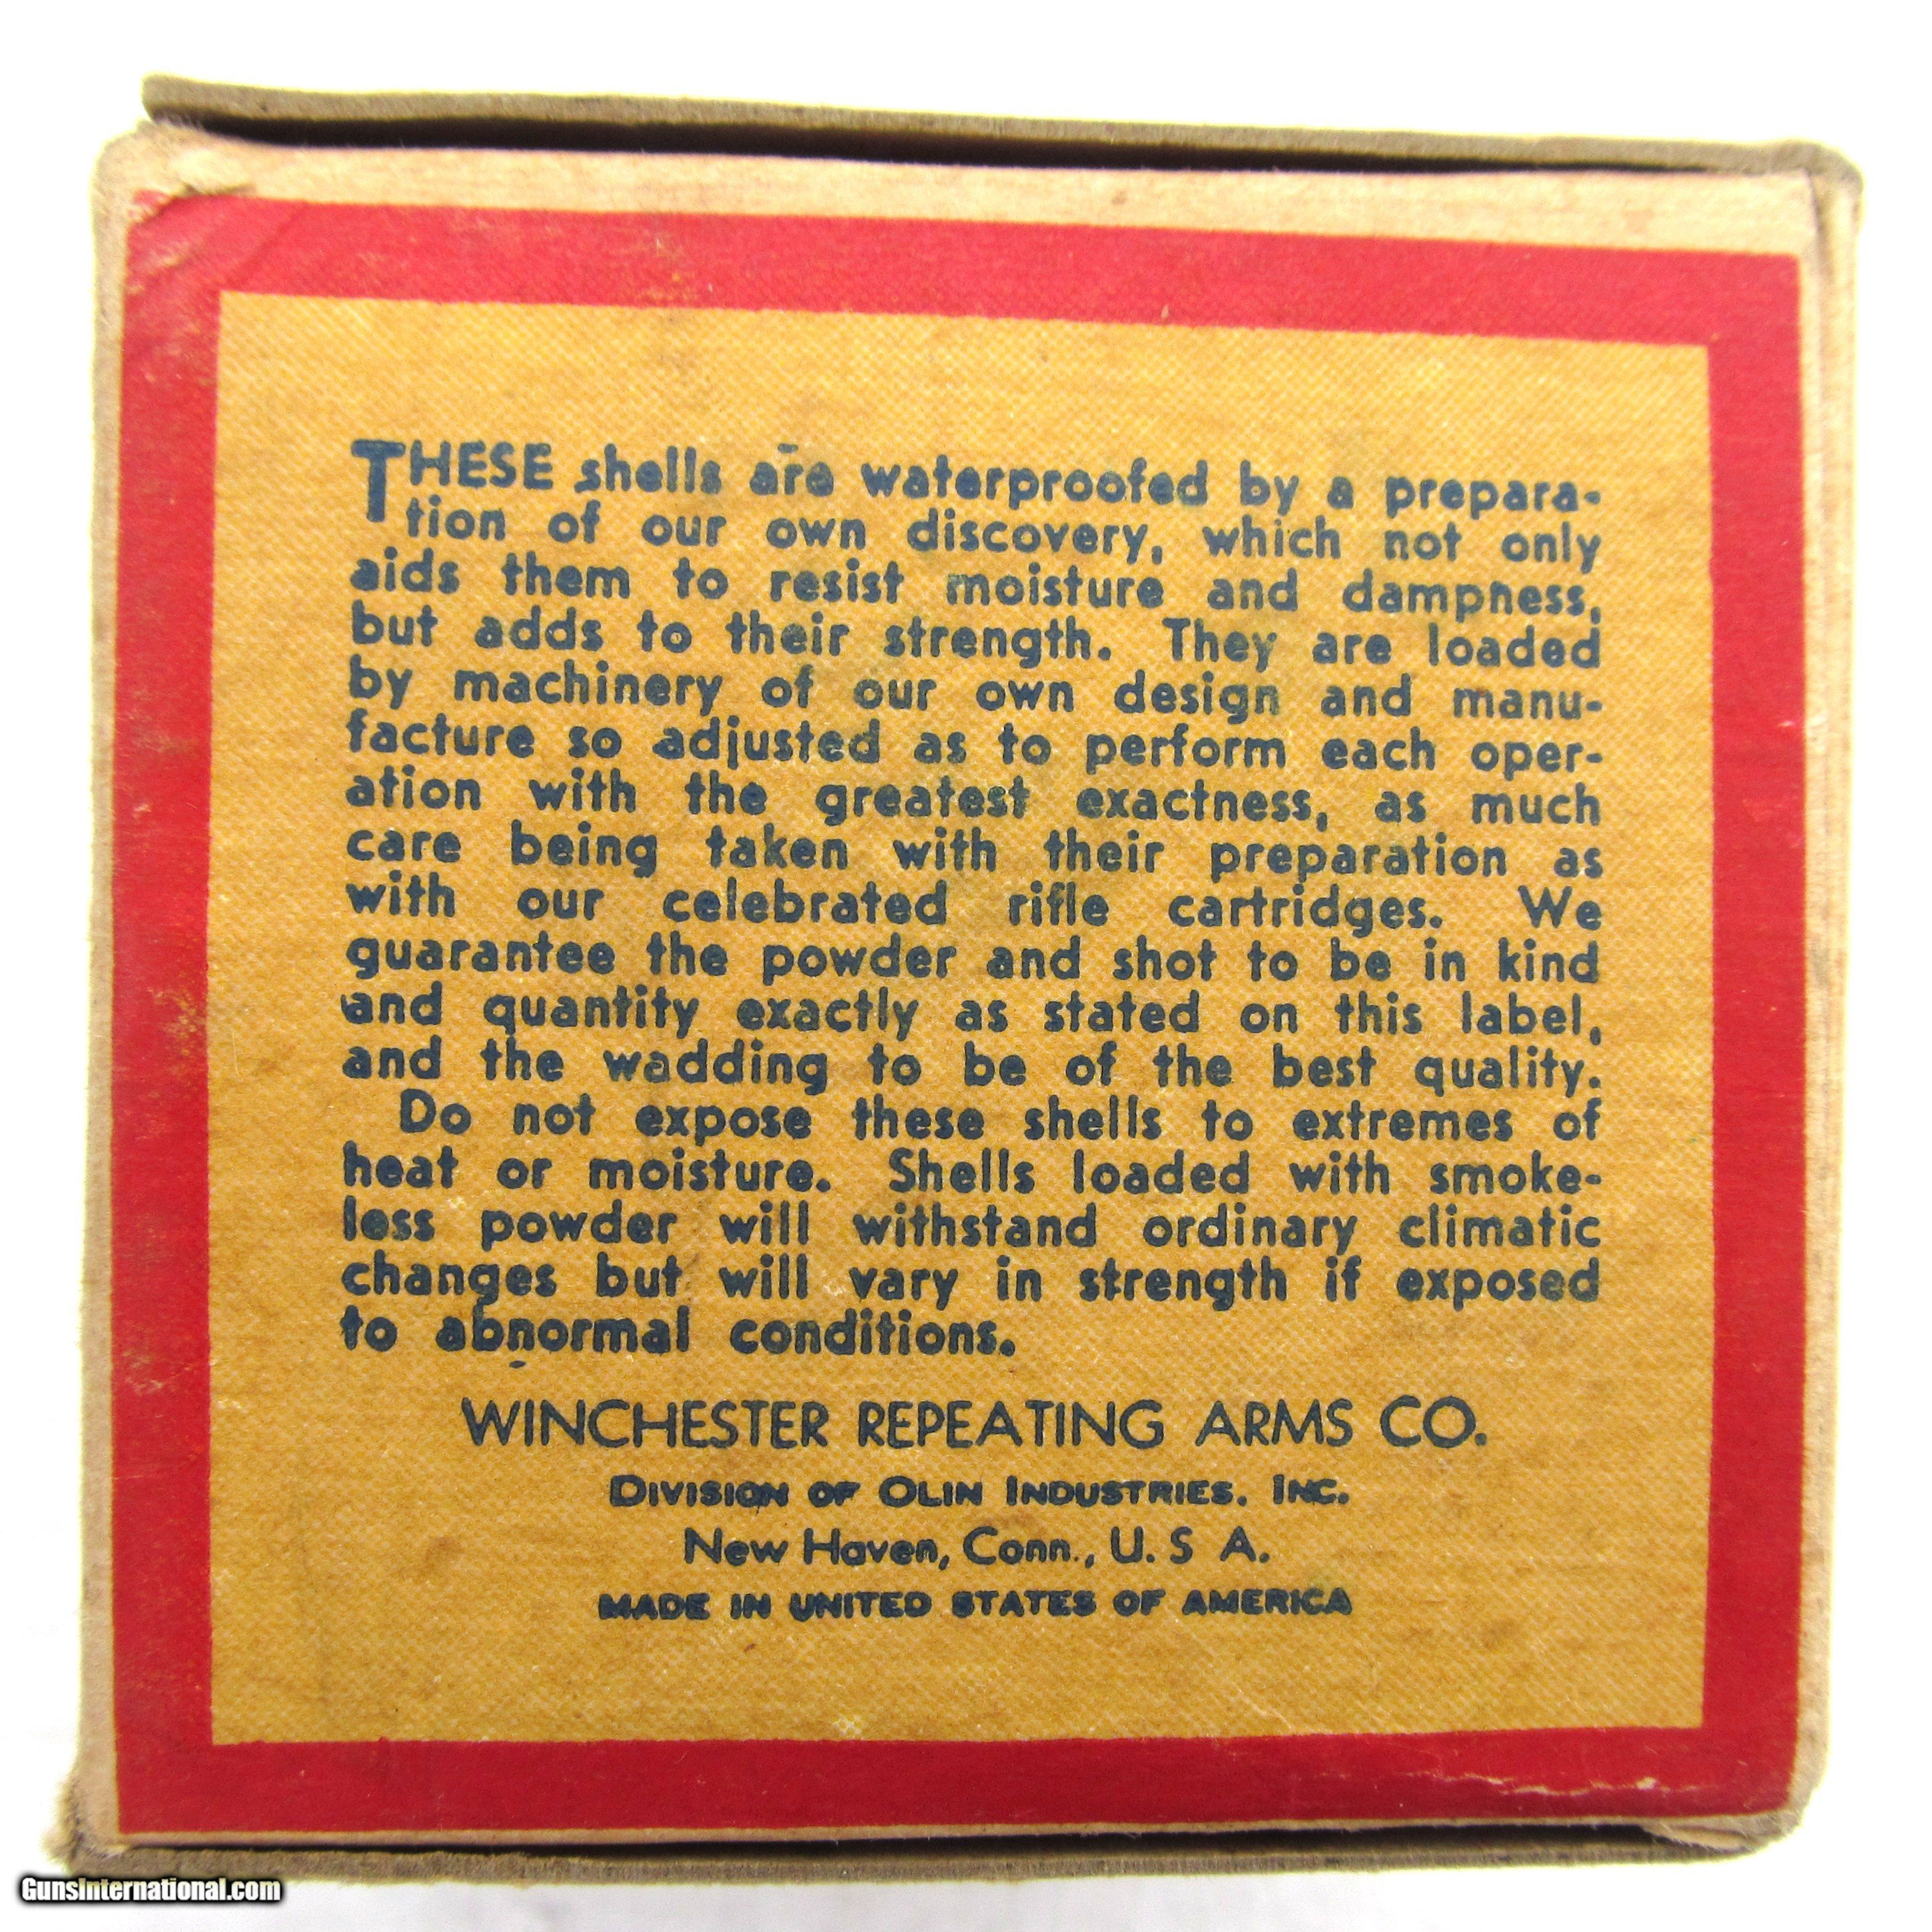 THESE shells are waterproofed by a prepara-
tion of our own discovery, which not only
aids them to resist moisture and dampness,
but adds to their strength. They are loaded
by machinery of our own design and manu-
facture so adjusted as to perform each oper-
ation with the greatest exactness, as much
care being taken with their preparation as
with our celebrated rifle cartridges. We
guarantee the powder and shot to be in kind
and quantity exactly as stated on this label,
and the wadding to be of the best quality.
Do not expose these shells to extremes of
heat or moisture. Shells loaded with smoke-
less powder will withstand ordinary climatic
changes but will vary in strength if exposed
to abnormal conditions.
WINCHESTER REPEATING ARMS CO.
DIVISION OF OLIN INDUSTRIES. INC.
New Haven, Conn., U. S A.
MADE IN UNITED STATES OF AMERICA
GunsInternational.com